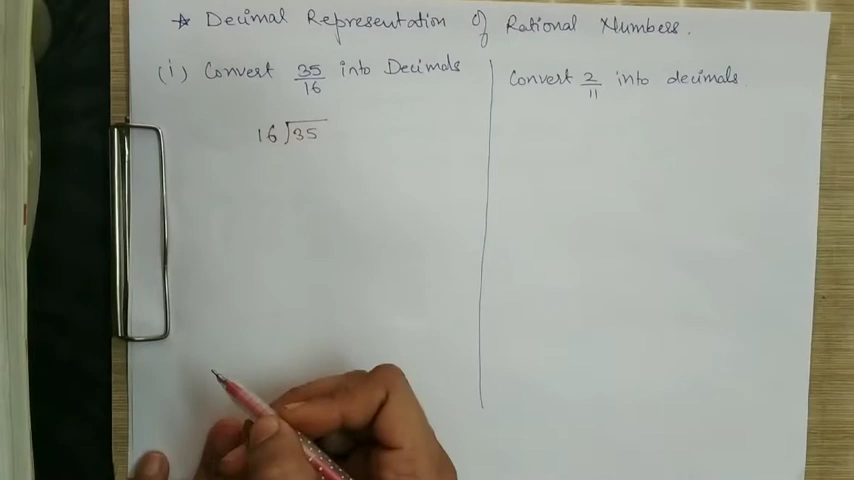 * Decimal Representation of Rational Numbers.
(i) Convert 35/16 into Decimals
16)35
Convert 2/11 into decimals.